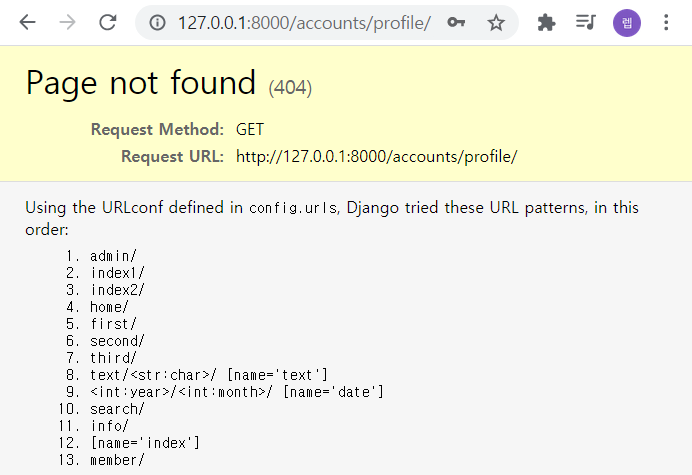 127.0.0.1:8000/accounts/profile/
렙
Page not found (404)
Request Method: GET
Request URL: http://127.0.0.1:8000/accounts/profile/
Using the URLconf defined in config.urls, Django tried these URL patterns, in this
order:
1. admin/
2. index1/
3. index2/
4. home/
5. first/
6. second/
7. third/
8. text/<str:char>/ [name='text']
9. <int:year>/<int:month>/ [name='date']
10. search/
11. info/
12. [name='index']
13. member/